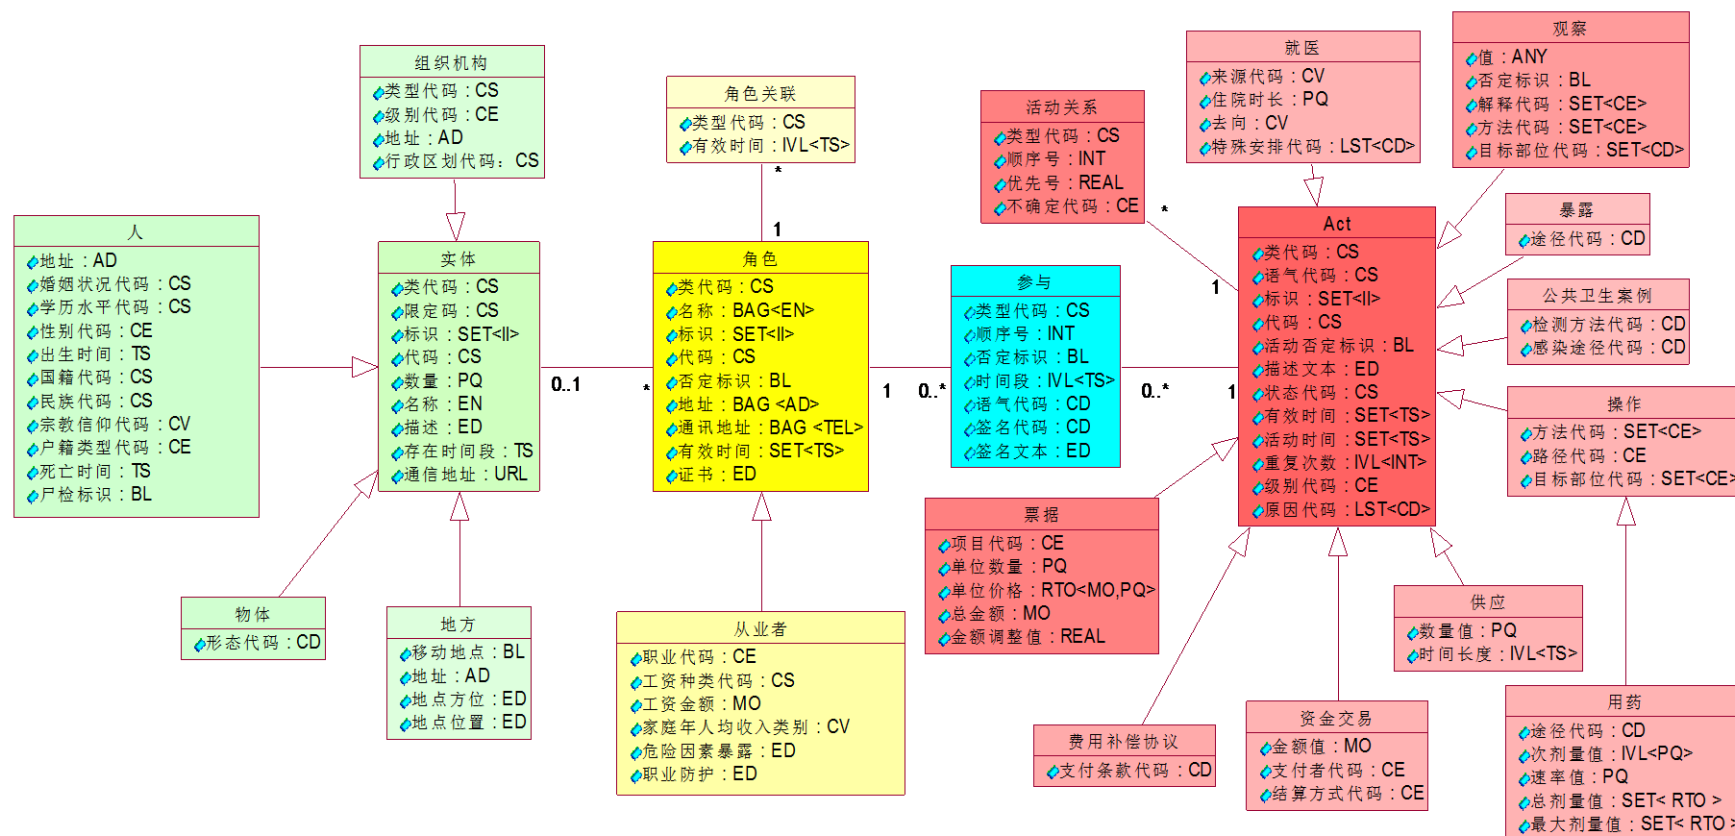 组织机构
类型代码 : CS
级别代码 : CE
地址 : AD
行政区划代码: CS
角色关联
类型代码 : CS
有效时间 : IVL<TS>
*
1
活动关系
类型代码 : CS
顺序号 : INT
优先号 : REAL
不确定代码 : CE
*
1
就医
来源代码 : CV
住院时长 : PQ
去向 : CV
特殊安排代码 : LST<CD>
观察
值 : ANY
否定标识 : BL
解释代码 : SET<CE>
方法代码 : SET<CE>
目标部位代码 : SET<CD>
人
地址 : AD
婚姻状况代码 : CS
学历水平代码 : CS
性别代码 : CE
出生时间 : TS
国籍代码 : CS
民族代码 : CS
宗教信仰代码 : CV
户籍类型代码 : CE
死亡时间 : TS
尸检标识 : BL
实体
类代码 : CS
限定码 : CS
标识 : SET<II>
代码 : CS
数量 : PQ
名称 : EN
描述 : ED
存在时间段 : TS
通信地址 : URL
0..1
*
角色
类代码 : CS
名称 : BAG<EN>
标识 : SET<II>
代码 : CS
否定标识 : BL
地址 : BAG <AD>
通讯地址 : BAG <TEL>
有效时间 : SET<TS>
证书 : ED
1
0..*
参与
类型代码 : CS
顺序号 : INT
否定标识 : BL
时间段 : IVL<TS>
语气代码 : CD
签名代码 : CD
签名文本 : ED
0..*
1
Act
类代码 : CS
语气代码 : CS
标识 : SET<II>
代码 : CS
活动否定标识 : BL
描述文本 : ED
状态代码 : CS
有效时间 : SET<TS>
活动时间 : SET<TS>
重复次数 : IVL<INT>
级别代码 : CE
原因代码 : LST<CD>
暴露
途径代码 : CD
公共卫生案例
检测方法代码 : CD
感染途径代码 : CD
操作
方法代码 : SET<CE>
路径代码 : CE
目标部位代码 : SET<CE>
物体
形态代码 : CD
地方
移动地点 : BL
地址 : AD
地点方位 : ED
地点位置 : ED
从业者
职业代码 : CE
工资种类代码 : CS
工资金额 : MO
家庭年人均收入类别 : CV
危险因素暴露 : ED
职业防护 : ED
票据
项目代码 : CE
单位数量 : PQ
单位价格 : RTO<MO,PQ>
总金额 : MO
金额调整值 : REAL
费用补偿协议
支付条款代码 : CD
资金交易
金额值 : MO
支付者代码 : CE
结算方式代码 : CE
供应
数量值 : PQ
时间长度 : IVL<TS>
用药
途径代码 : CD
次剂量值 : IVL<PQ>
速率值 : PQ
总剂量值 : SET< RTO >
最大剂量值 : SET< RTO >